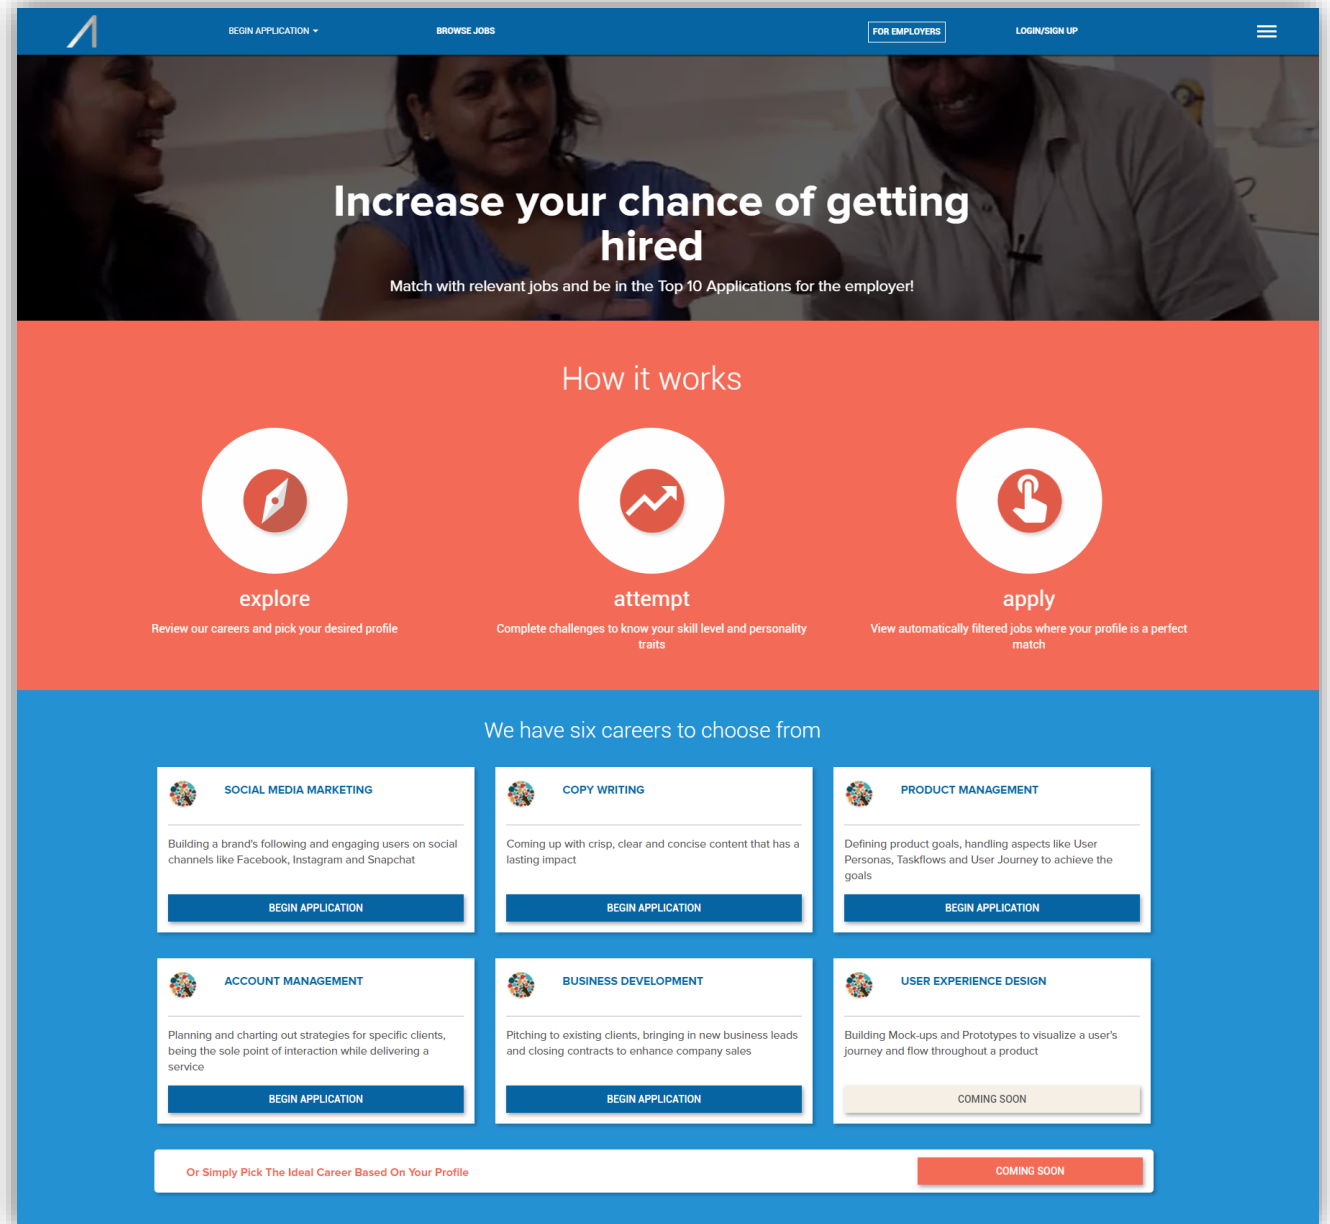 BEGIN APPLICATION
BROWSE JOBS
FOR EMPLOYERS
LOGIN/SIGN UP
Increase your chance of getting
hired
Match with relevant jobs and be in the Top 10 Applications for the employer!
How it works
explore
Review our careers and pick your desired profile
attempt
Complete challenges to know your skill level and personality
traits
apply
View automatically filtered jobs where your profile is a perfect
match
We have six careers to choose from
SOCIAL MEDIA MARKETING
Building a brand's following and engaging users on social
channels like Facebook, Instagram and Snapchat
BEGIN APPLICATION
COPY WRITING
Coming up with crisp, clear and concise content that has a
lasting impact
BEGIN APPLICATION
PRODUCT MANAGEMENT
Defining product goals, handling aspects like User
Personas, Taskflows and User Journey to achieve the
goals
BEGIN APPLICATION
ACCOUNT MANAGEMENT
Planning and charting out strategies for specific clients,
being the sole point of interaction while delivering a
service
BEGIN APPLICATION
BUSINESS DEVELOPMENT
Pitching to existing clients, bringing in new business leads
and closing contracts to enhance company sales
BEGIN APPLICATION
USER EXPERIENCE DESIGN
Building Mock-ups and Prototypes to visualize a user's
journey and flow throughout a product
COMING SOON
Or Simply Pick The Ideal Career Based On Your Profile
COMING SOON